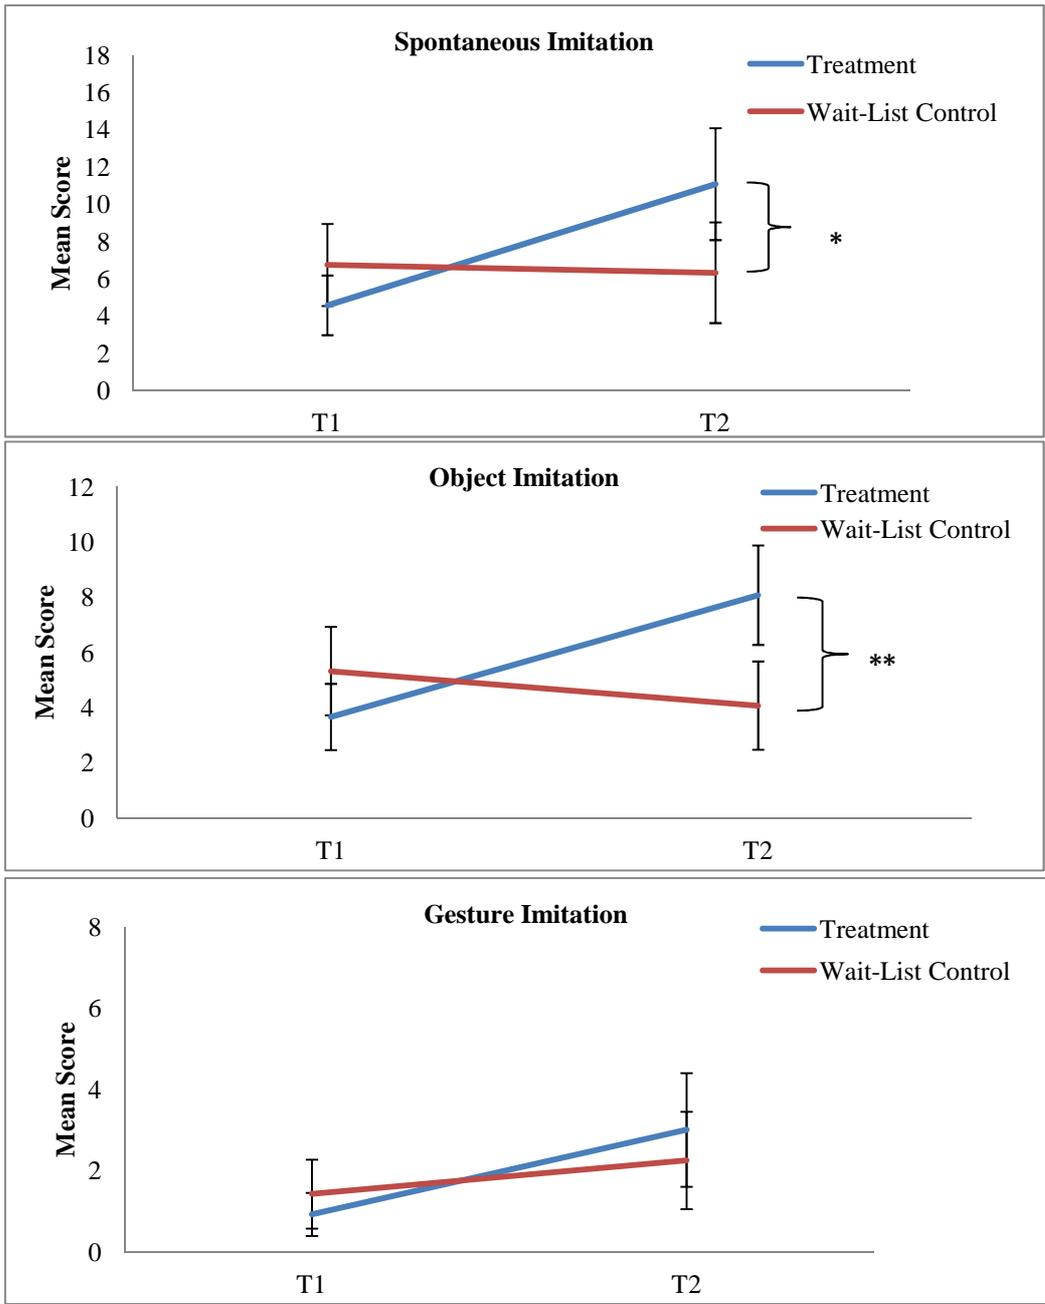 Spontaneous Imitation
18
16
14
12
10
8
6
4
2
0
Mean Score
Treatment
Wait-List Control
*
T1 T2
Object Imitation
12
10
8
6
4
2
0
Mean Score
Treatment
Wait-List Control
**
T1 T2
Gesture Imitation
8
6
4
2
0
Mean Score
Treatment
Wait-List Control
T1 T2